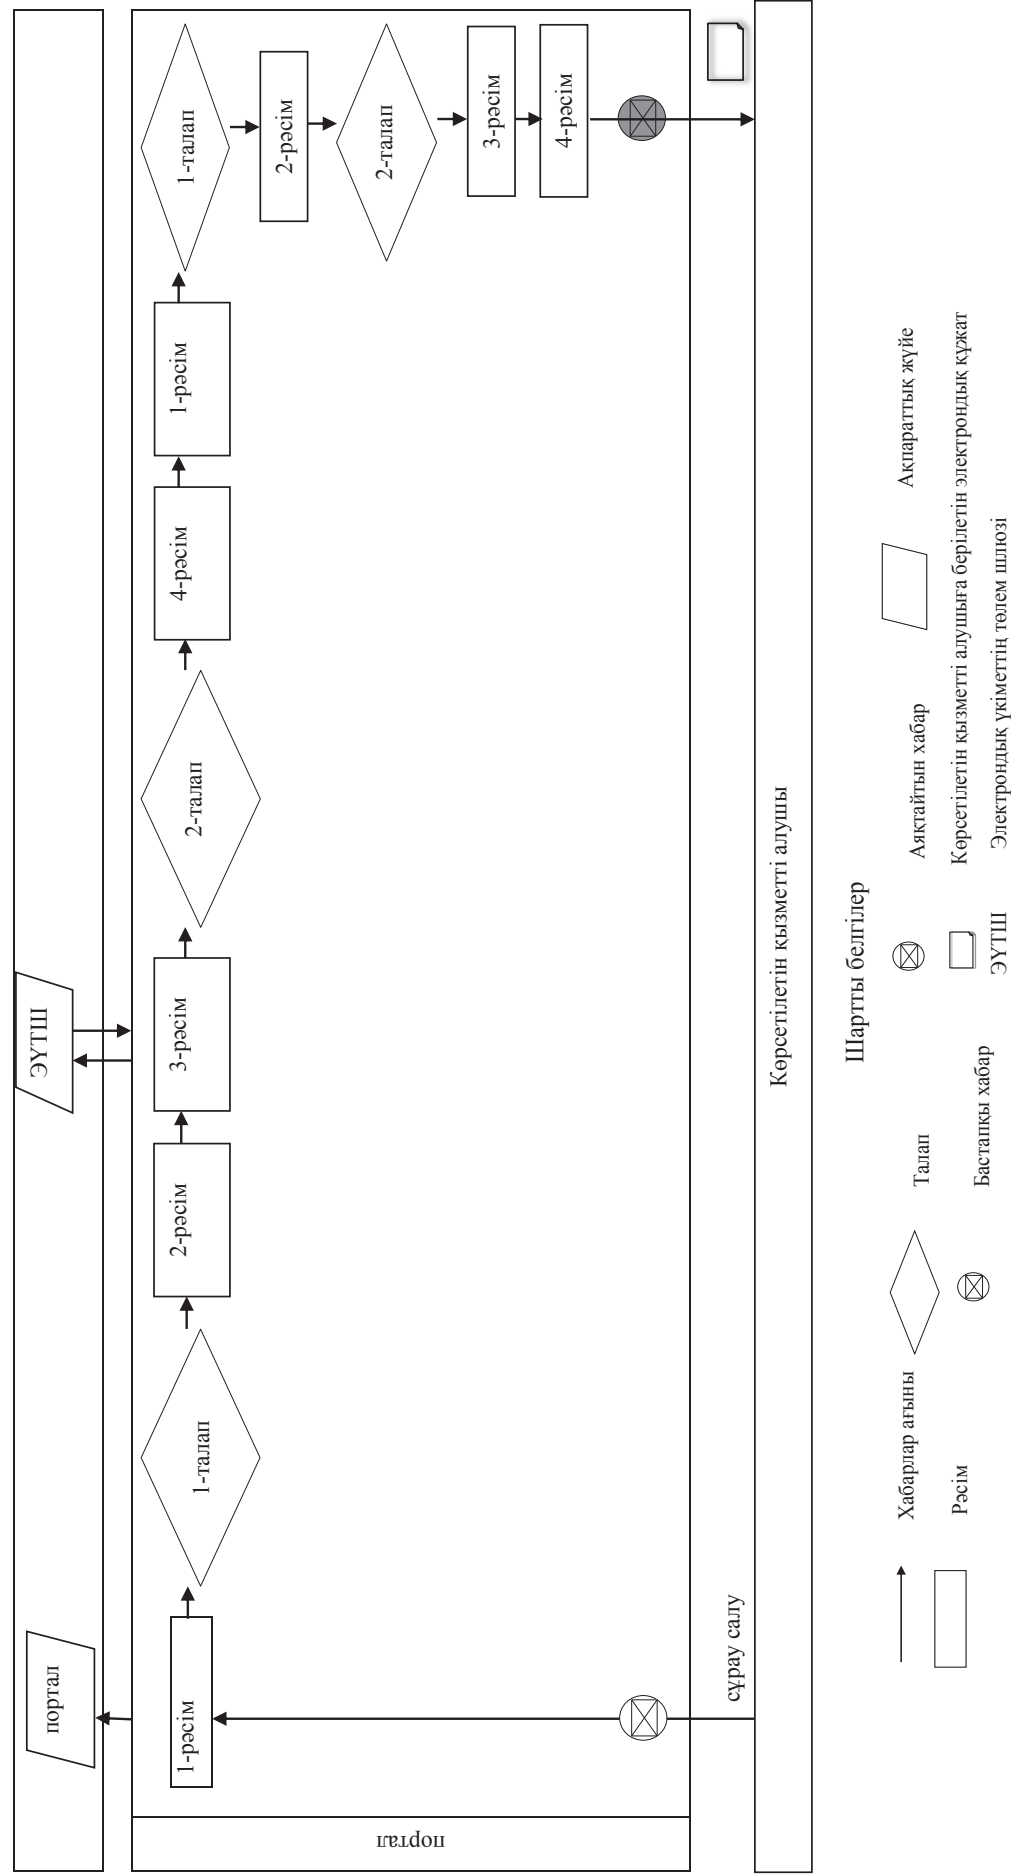 портал
ЭҮТШ
портал
1-рәсім
1-талап
2-рәсім
3-рәсім
2-талап
4-рәсім
1-рәсім
1-талап
2-рәсім
2-талап
3-рәсім
4-рәсім
сұрау салу
Көрсетілетін қызметті алушы
Шартты белгілер
Хабарлар ағыны
Талап
Аяқтайтын хабар
Ақпараттық жүйе
Рәсім
Бастапқы хабар
Көрсетілетін қызметті алушыға берілетін электрондық құжат
ЭҮТШ
Электрондық үкіметтің төлем шлюзі